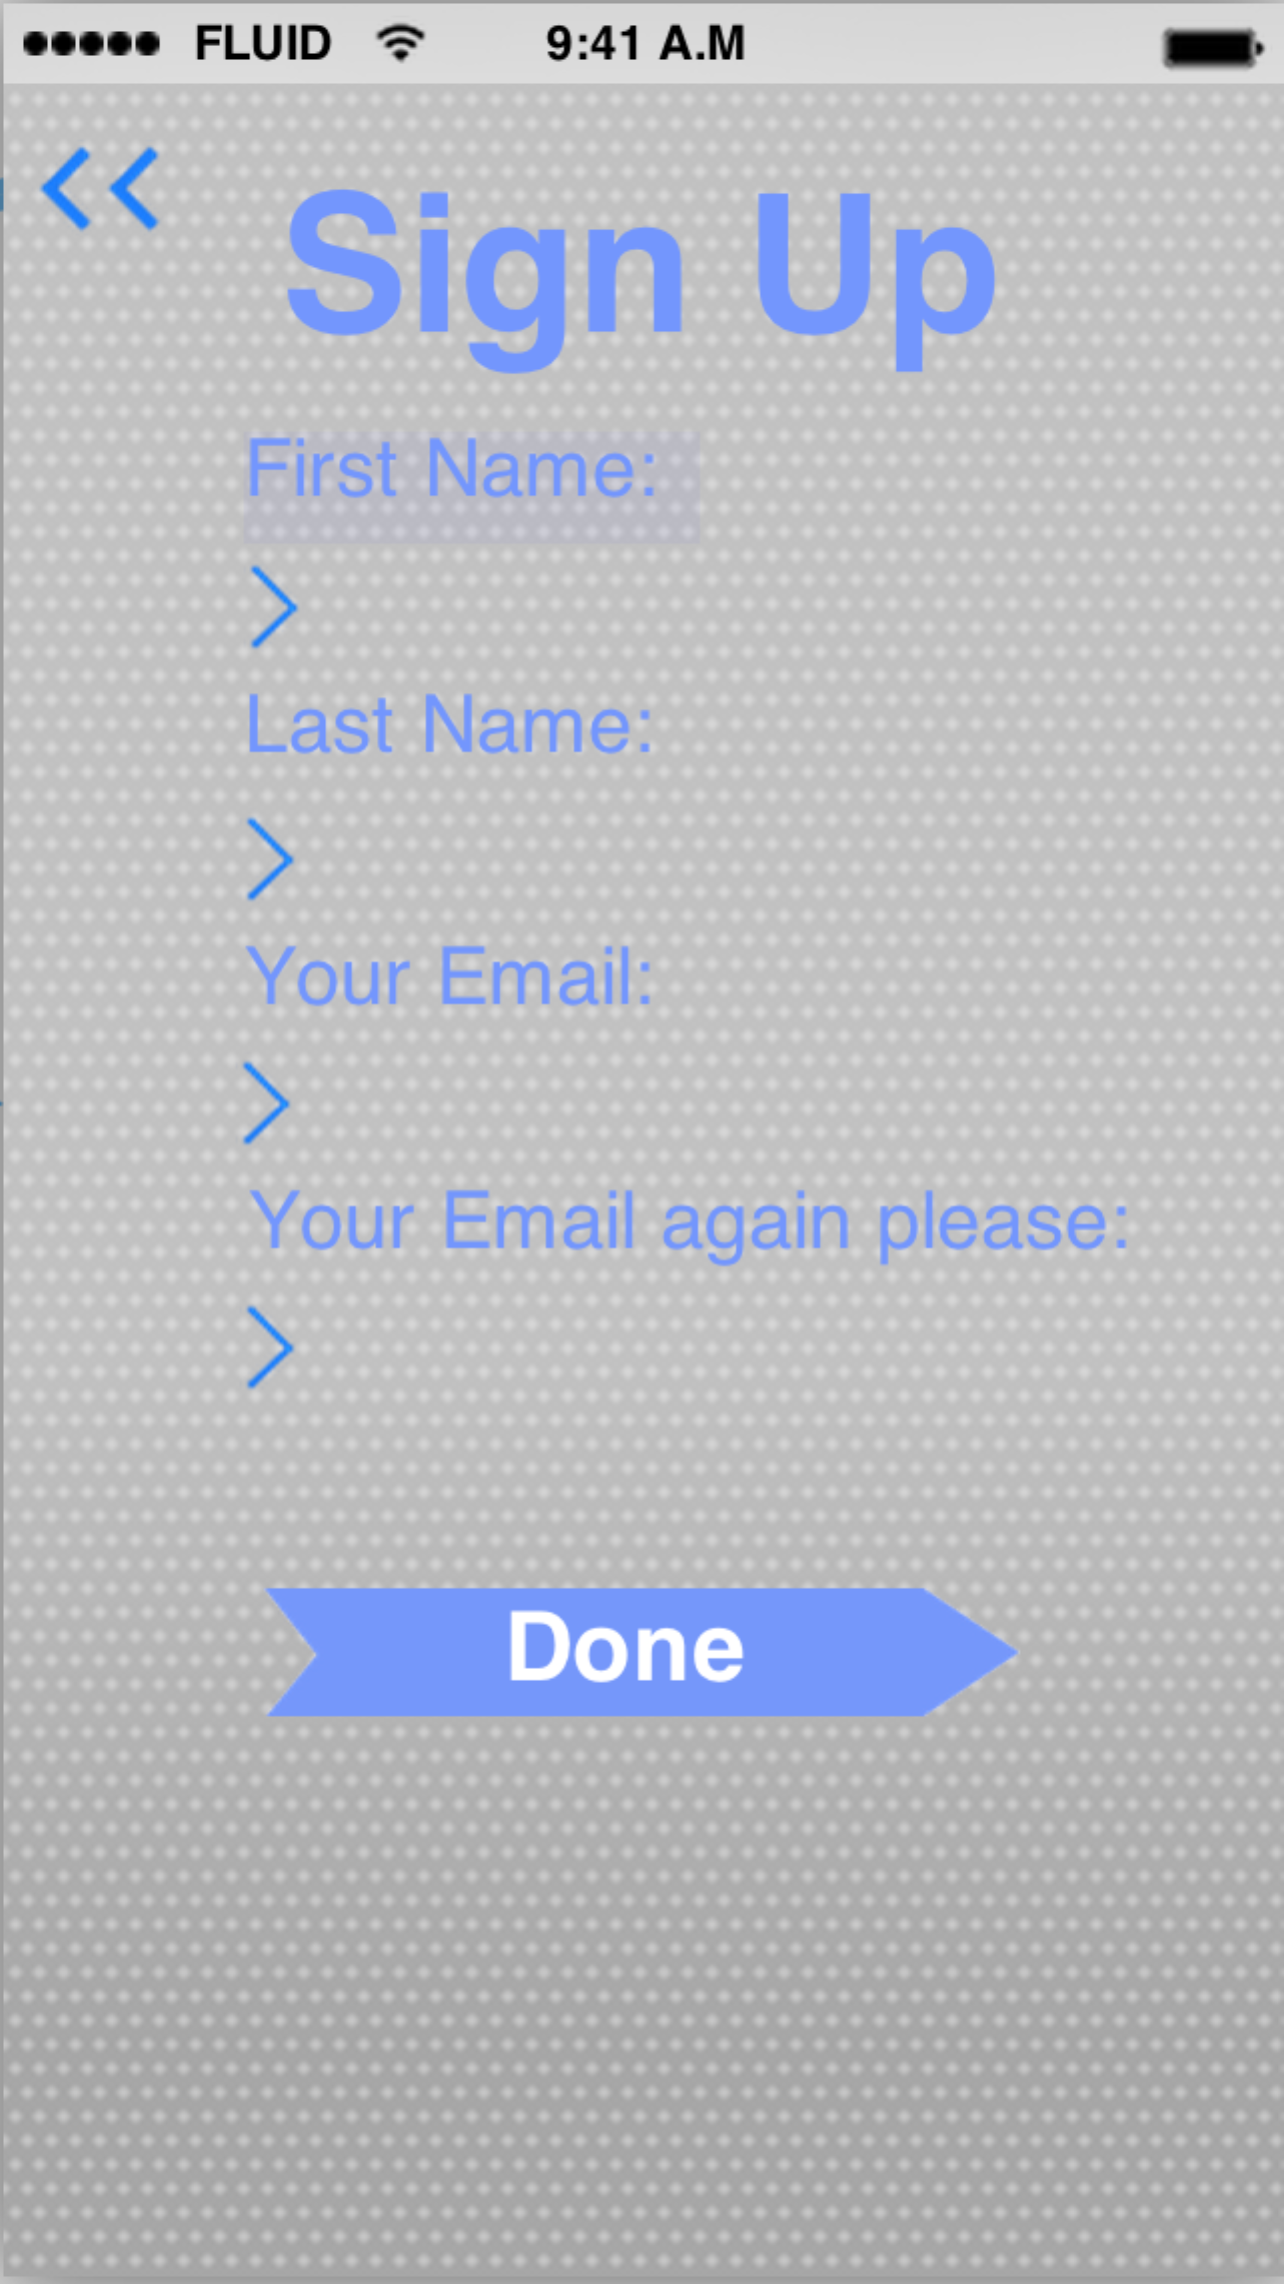 FLUID 9:41 A.M
Sign Up
First Name:
Last Name:
Your Email:
Your Email again please:
Done